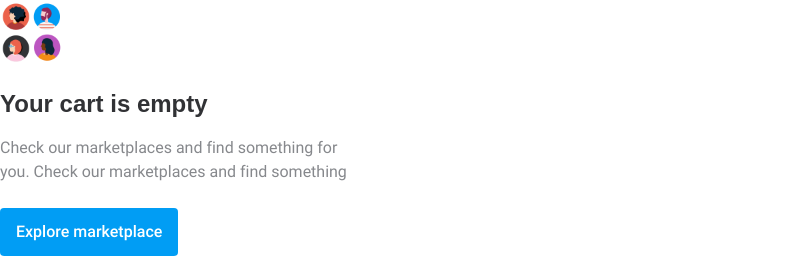 Your cart is empty
Check our marketplaces and find something for
you. Check our marketplaces and find something
Explore marketplace